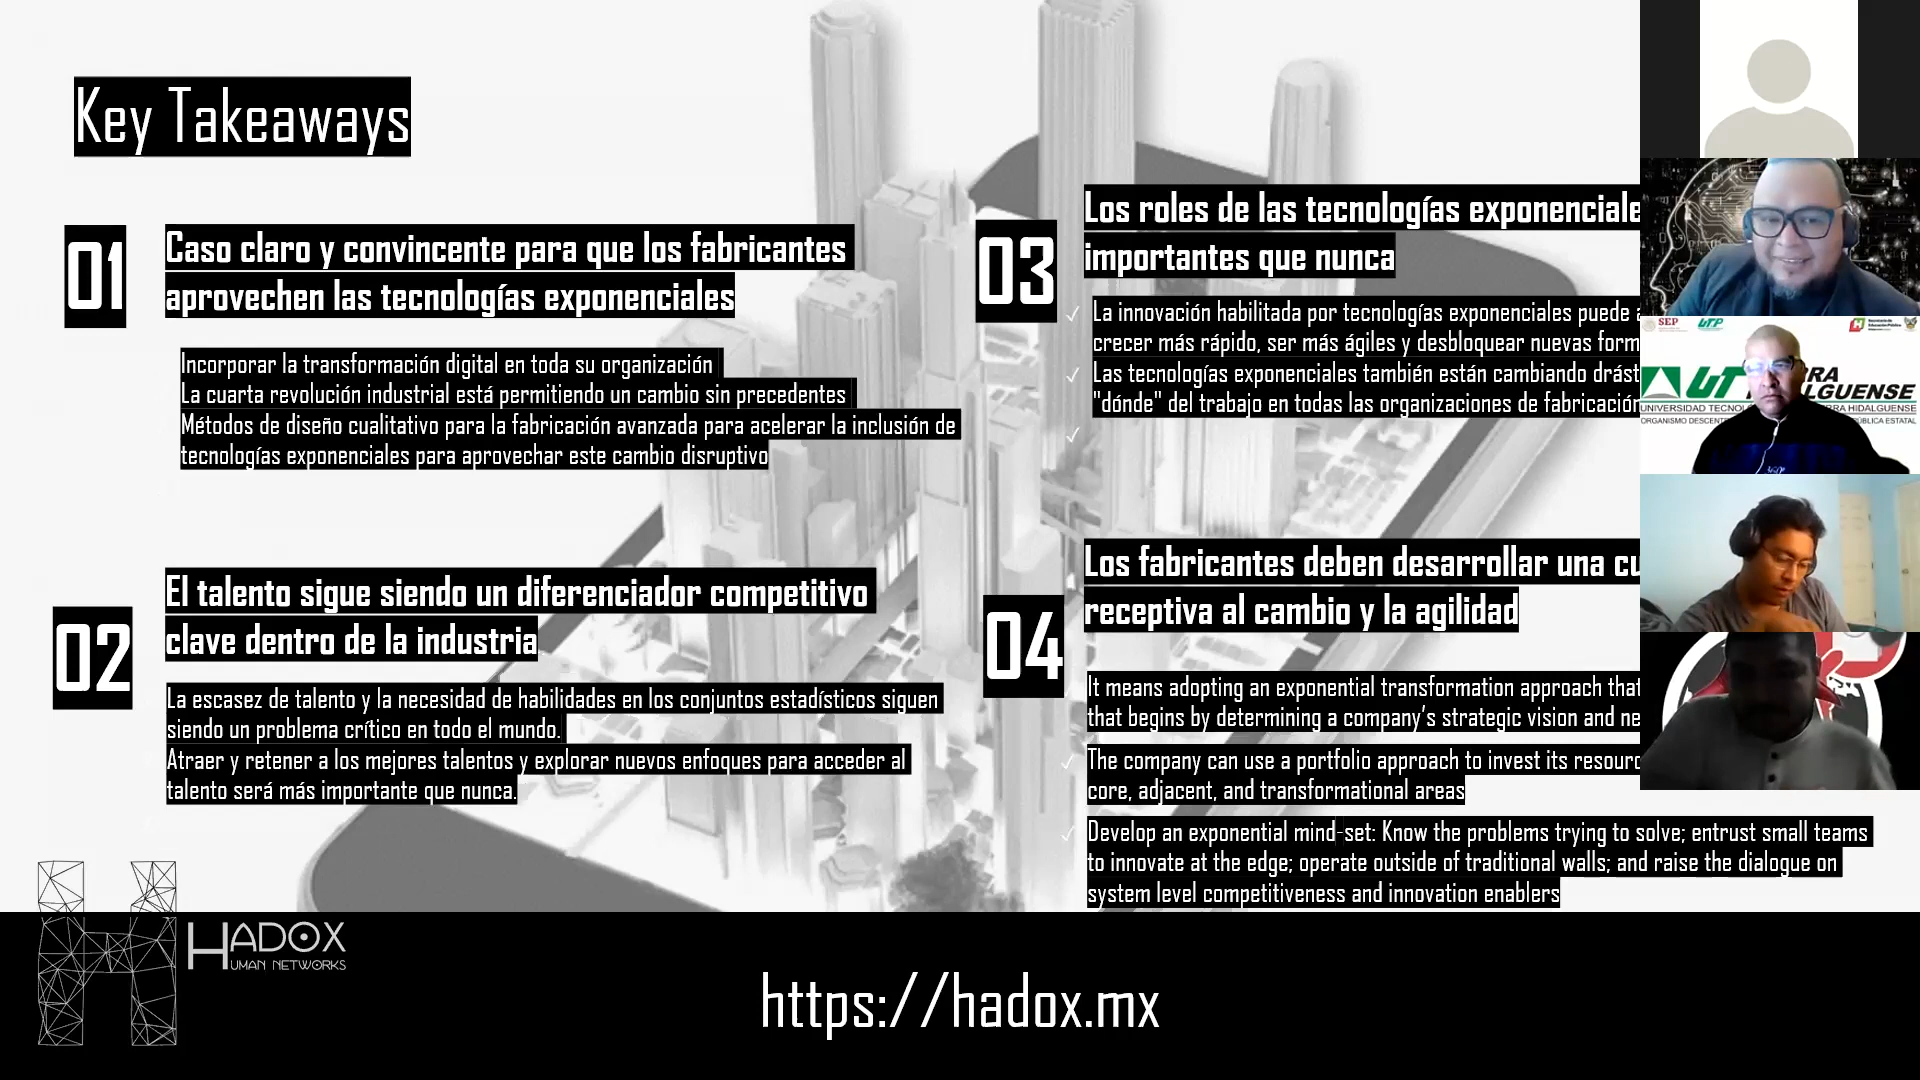 Key Takeaways
01
Caso claro y convincente para que los fabricantes
aprovechen las tecnologías exponenciales
Incorporar la transformación digital en toda su organización
La cuarta revolución industrial está permitiendo un cambio sin precedentes
Métodos de diseño cualitativo para la fabricación avanzada para acelerar la inclusión de
tecnologías exponenciales para aprovechar este cambio disruptivo
02
El talento sigue siendo un diferenciador competitivo
clave dentro de la industria
La escasez de talento y la necesidad de habilidades en los conjuntos estadísticos siguen
siendo un problema crítico en todo el mundo.
Atraer y retener a los mejores talentos y explorar nuevos enfoques para acceder al
talento será más importante que nunca.
03
Los roles de las tecnologías exponenciale
importantes que nunca
La innovación habilitada por tecnologías exponenciales puede
crecer más rápido, ser más ágiles y desbloquear nuevas form
Las tecnologías exponenciales también están cambiando drást
"dónde" del trabajo en todas las organizaciones de fabricación
04
Los fabricantes deben desarrollar una cu
receptiva al cambio y la agilidad
It means adopting an exponential transformation approach that
that begins by determining a company's strategic vision and ne
The company can use a portfolio approach to invest its resourc
core, adjacent, and transformational areas
Develop an exponential mind-set: Know the problems trying to solve; entrust small teams
to innovate at the edge; operate outside of traditional walls; and raise the dialogue on
system level competitiveness and innovation enablers
HADOX
HUMAN NETWORKS
https://hadox.mx
SEP
UTP
UT
RRA
ALGUENSE
UNIVERSIDAD TECNOLO
RRA HIDALGUENSE
ORGANISMO DESCENT
PÚBLICA ESTATAL